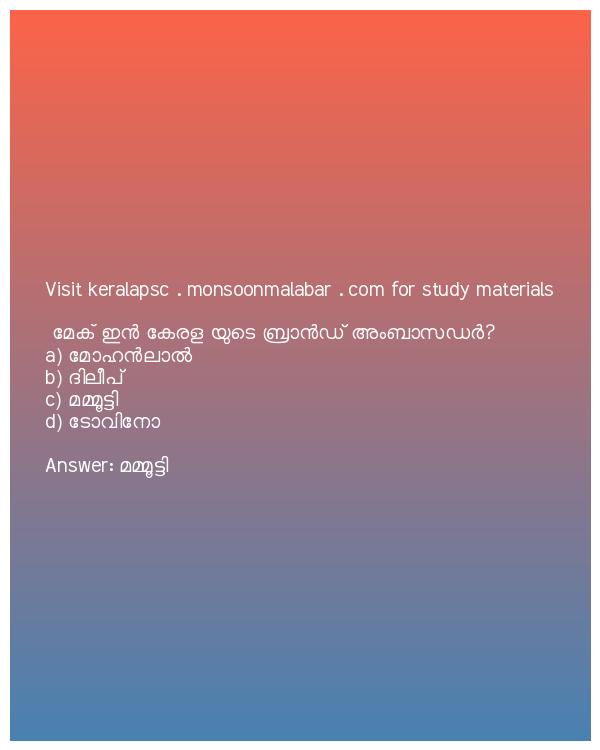 Visit keralapsc . monsoonmalabar . com for study materials
മേക് ഇൻ കേരള യുടെ ബ്രാൻഡ് അംബാസഡർ?
a) മോഹൻലാൽ
b) ദിലീപ്
c) മമ്മൂട്ടി
d) ടോവിനോ
Answer: മമ്മൂട്ടി